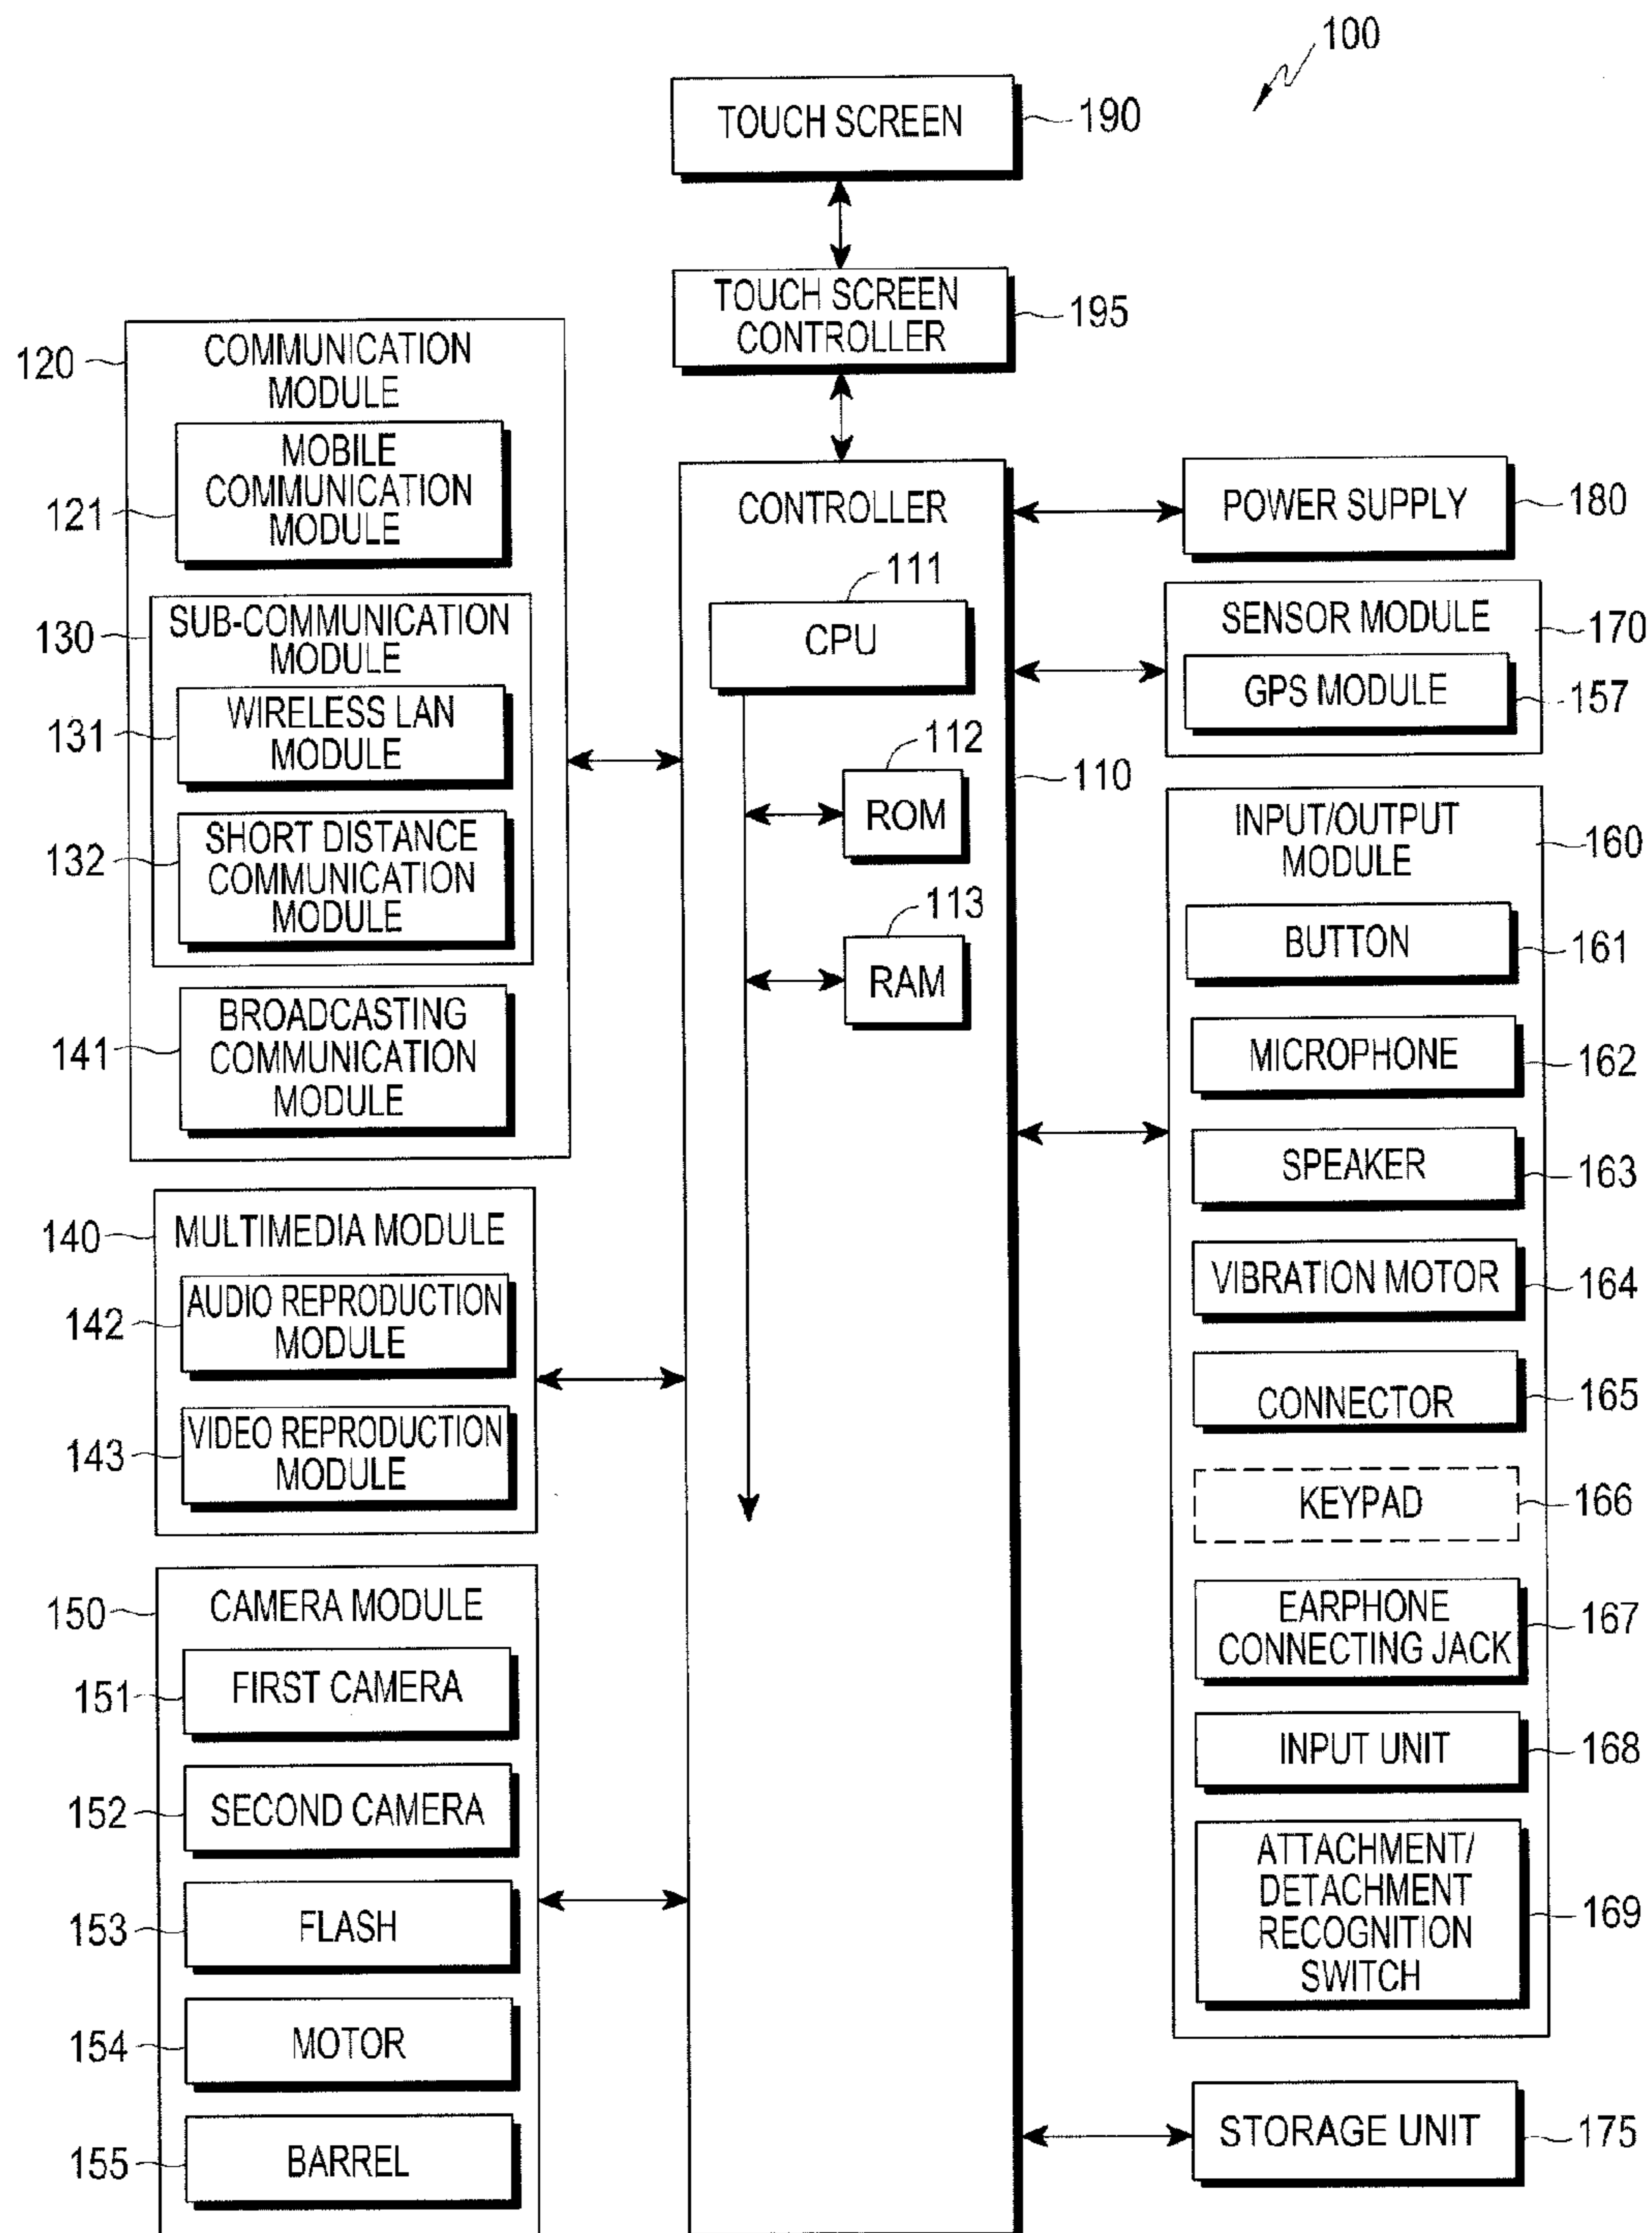 100
TOUCH SCREEN
190
TOUCH SCREEN
CONTROLLER
195
120
COMMUNICATION
MODULE
MOBILE
COMMUNICATION
MODULE
121
130
SUB-COMMUNICATION
MODULE
131
WIRELESS LAN
MODULE
132
SHORT DISTANCE
COMMUNICATION
MODULE
141
BROADCASTING
COMMUNICATION
MODULE
140
MULTIMEDIA MODULE
142
AUDIO REPRODUCTION
MODULE
143
VIDEO REPRODUCTION
MODULE
150
CAMERA MODULE
151
FIRST CAMERA
152
SECOND CAMERA
153
FLASH
154
MOTOR
155
BARREL
CONTROLLER
111
CPU
112
ROM
110
113
RAM
POWER SUPPLY
180
SENSOR MODULE
170
GPS MODULE
157
INPUT/OUTPUT
MODULE
160
BUTTON
161
MICROPHONE
162
SPEAKER
163
VIBRATION MOTOR
164
CONNECTOR
165
KEYPAD
166
EARPHONE
CONNECTING JACK
167
INPUT UNIT
168
ATTACHMENT/
DETACHMENT
RECOGNITION
SWITCH
169
STORAGE UNIT
175